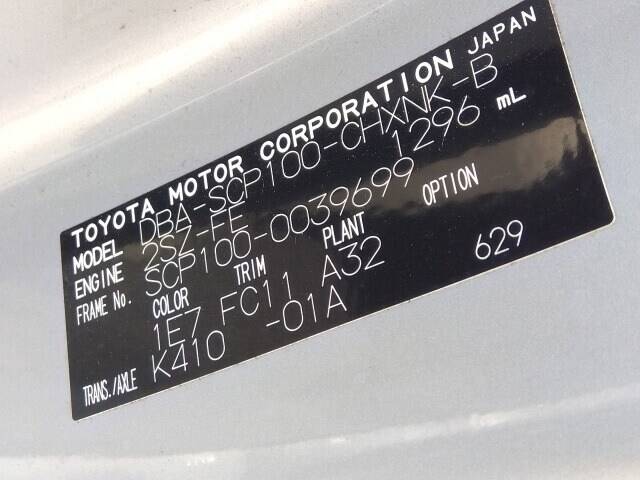 TOYOTA MOTOR CORPORATION JAPAN
MODEL DBA-SCP100-CHXNK-B
ENGINE 2SZ-FE 1296 mL
FRAME No. SCP100-0039699
COLOR TRIM PLANT OPTION
1E7 FC11 A32 629
TRANS./AXLE K410 -01A